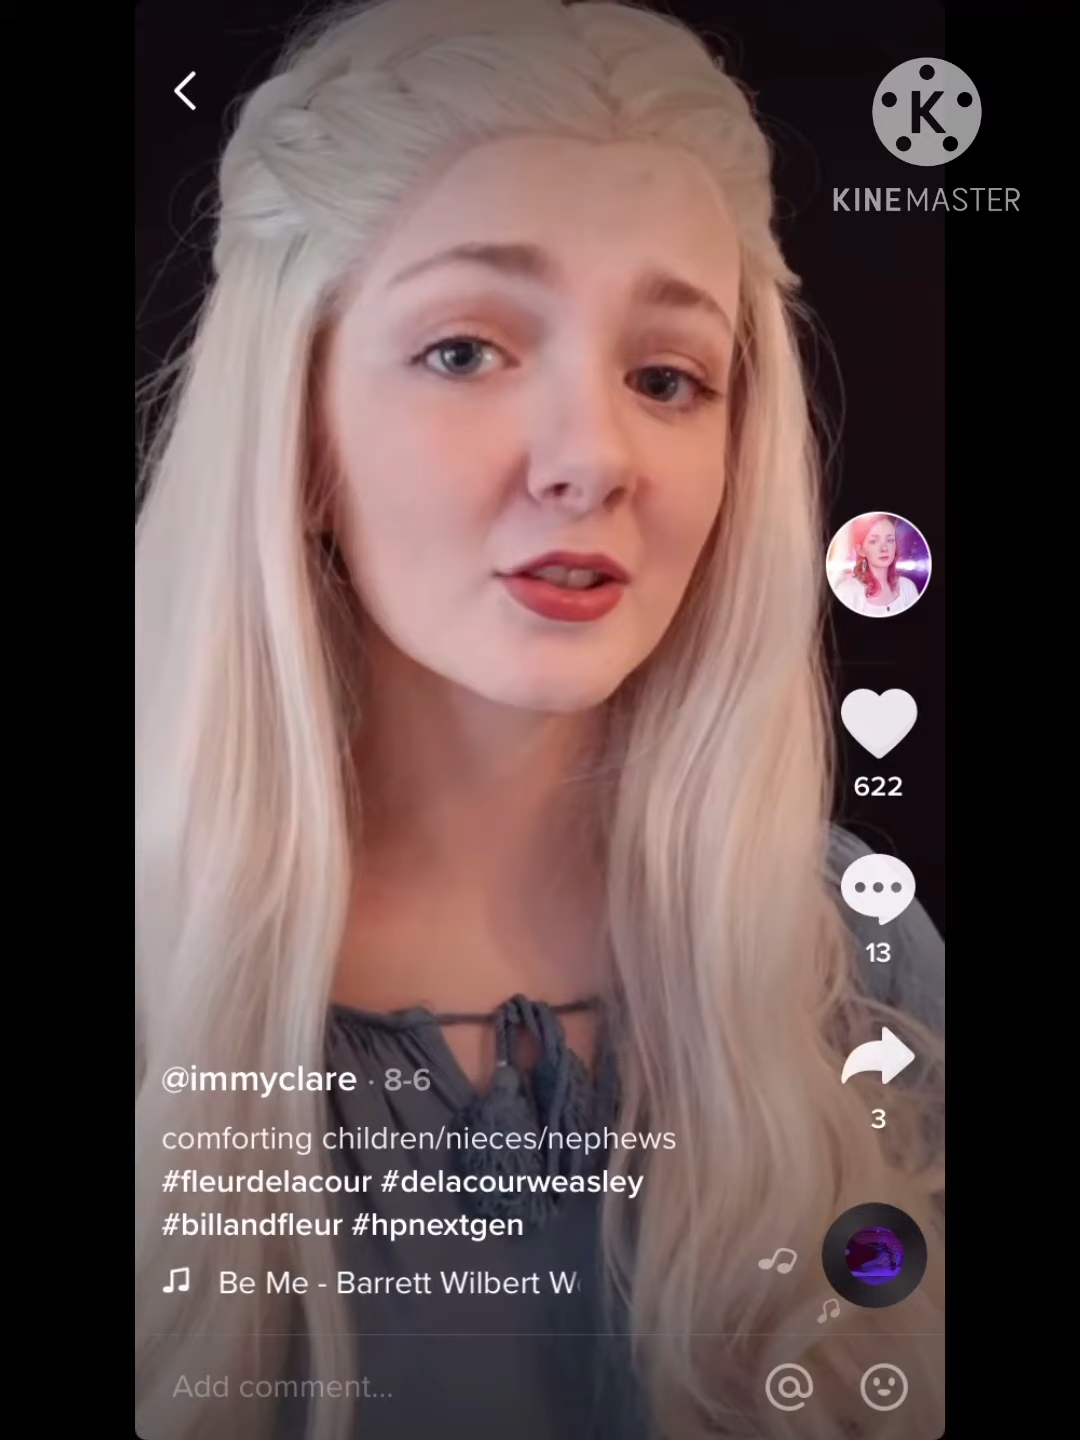 K
KINEMASTER
622
13
3
@immyclare · 8-6
comforting children/nieces/nephews
#fleurdelacour #delacourweasley
#billandfleur #hpnextgen
Be Me - Barrett Wilbert
Add comment...